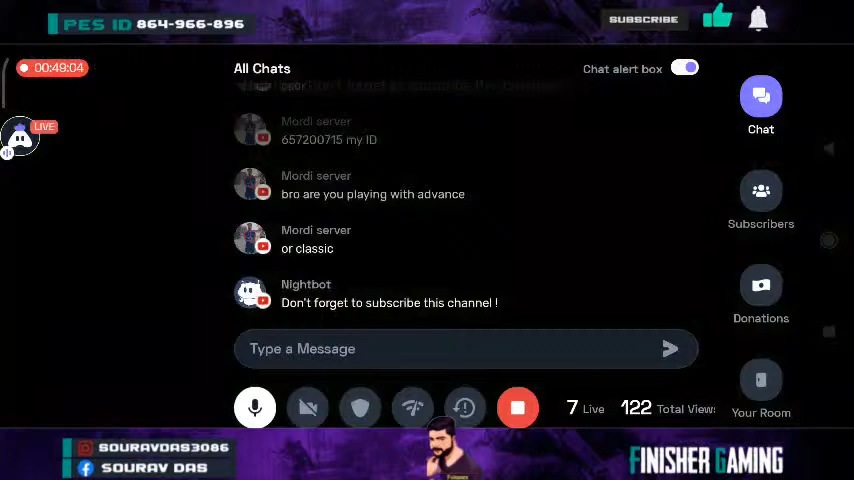 PES ID 864-966-896
SUBSCRIBE
00:49:04
All Chats
Chat alert box
LIVE
Chat
Mordi server
657200715 my ID
Mordi server
bro are you playing with advance
Subscribers
Mordi server
or classic
Nightbot
Don't forget to subscribe this channel !
Donations
Type a Message
7 Live
122 Total View
Your Room
SOURAVDAS3086
SOURAV DAS
FINISHER GAMING